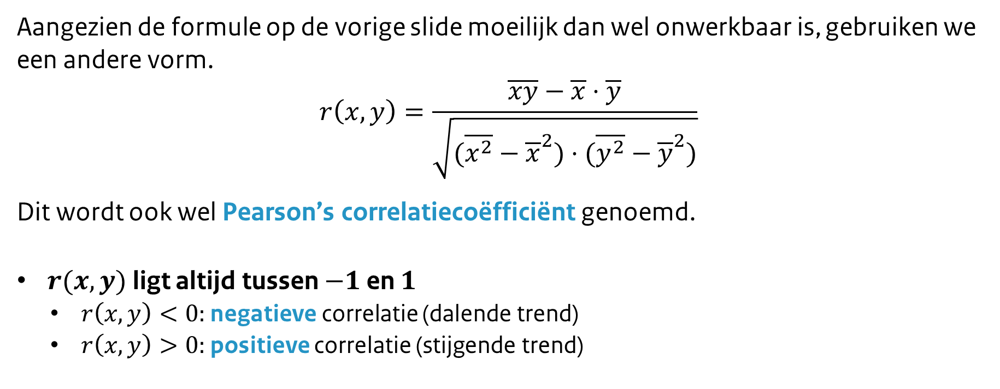 Aangezien de formule op de vorige slide moeilijk dan wel onwerkbaar is, gebruiken we
een andere vorm.
r(x, y) = \frac{\overline{xy} - \overline{x} \cdot \overline{y}}{\sqrt{(\overline{x^2} - \overline{x}^2) \cdot (\overline{y^2} - \overline{y}^2)}}
Dit wordt ook wel Pearson’s correlatiecoëfficiënt genoemd.
• r(x, y) ligt altijd tussen −1 en 1
• r(x, y) < 0: negatieve correlatie (dalende trend)
• r(x, y) > 0: positieve correlatie (stijgende trend)